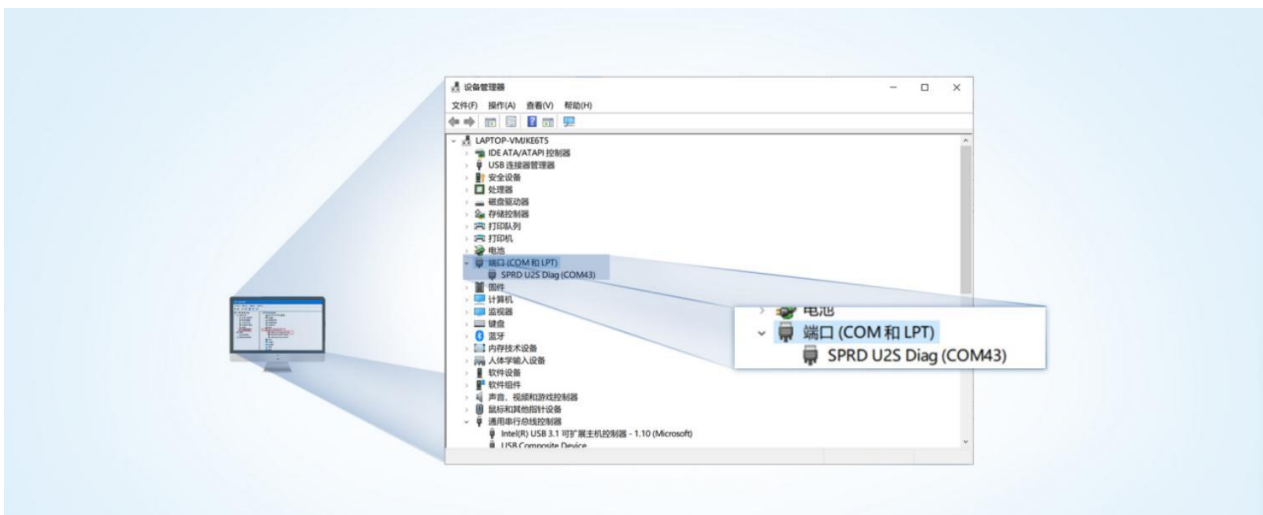 设备管理器
文件(F) 操作(A) 查看(V) 帮助(H)
LAPTOP-VMJKE6TS
IDE ATA/ATAPI 控制器
USB 连接器管理器
安全设备
处理器
磁盘驱动器
存储控制器
打印队列
打印机
电池
端口 (COM 和 LPT)
SPRD U2S Diag (COM43)
固件
计算机
监视器
键盘
蓝牙
内存技术设备
人体学输入设备
软件设备
软件组件
声音、视频和游戏控制器
鼠标和其他指针设备
通用串行总线控制器
Intel(R) USB 3.1 可扩展主机控制器 - 1.10 (Microsoft)
USB Composite Device
电池
端口 (COM 和 LPT)
SPRD U2S Diag (COM43)